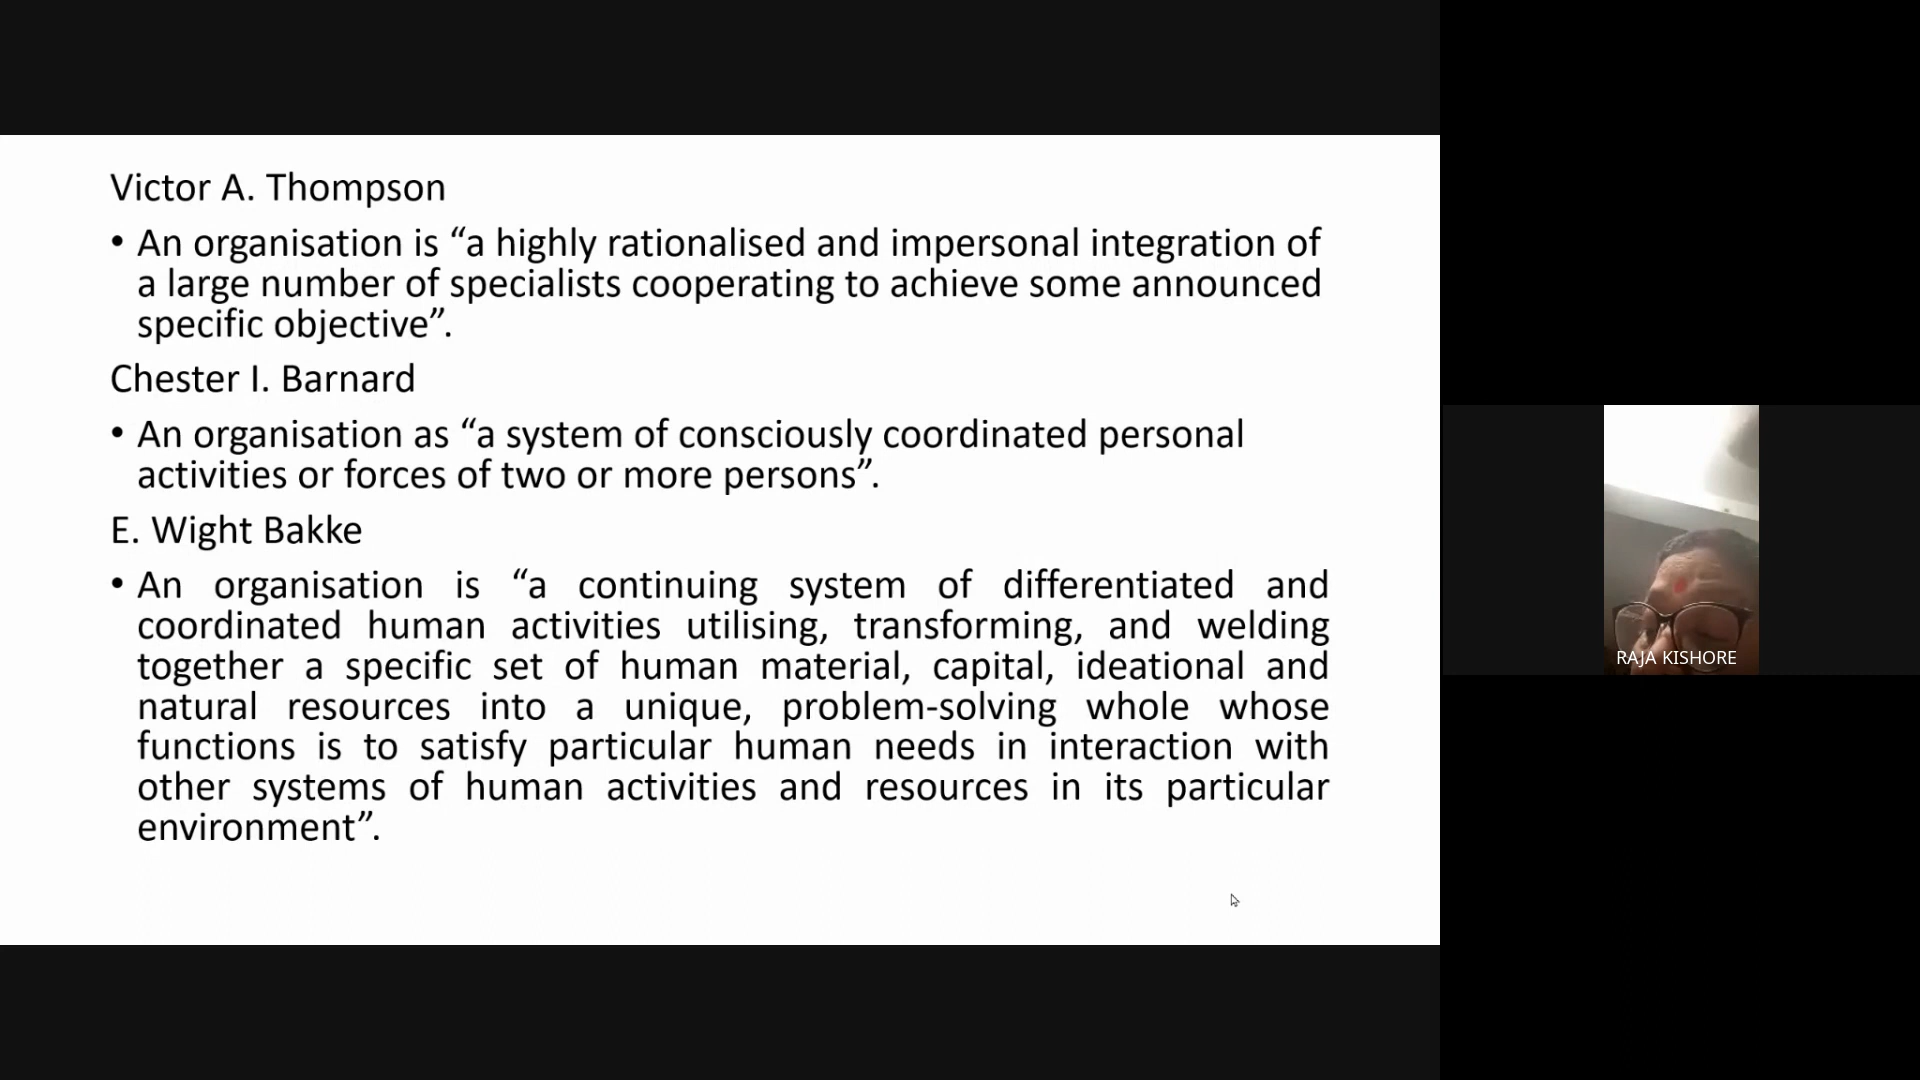 Victor A. Thompson
• An organisation is “a highly rationalised and impersonal integration of
a large number of specialists cooperating to achieve some announced
specific objective”.
Chester I. Barnard
• An organisation as “a system of consciously coordinated personal
activities or forces of two or more persons”.
E. Wight Bakke
• An organisation is “a continuing system of differentiated and
coordinated human activities utilising, transforming, and welding
together a specific set of human material, capital, ideational and
natural resources into a unique, problem-solving whole whose
functions is to satisfy particular human needs in interaction with
other systems of human activities and resources in its particular
environment”.
RAJA KISHORE